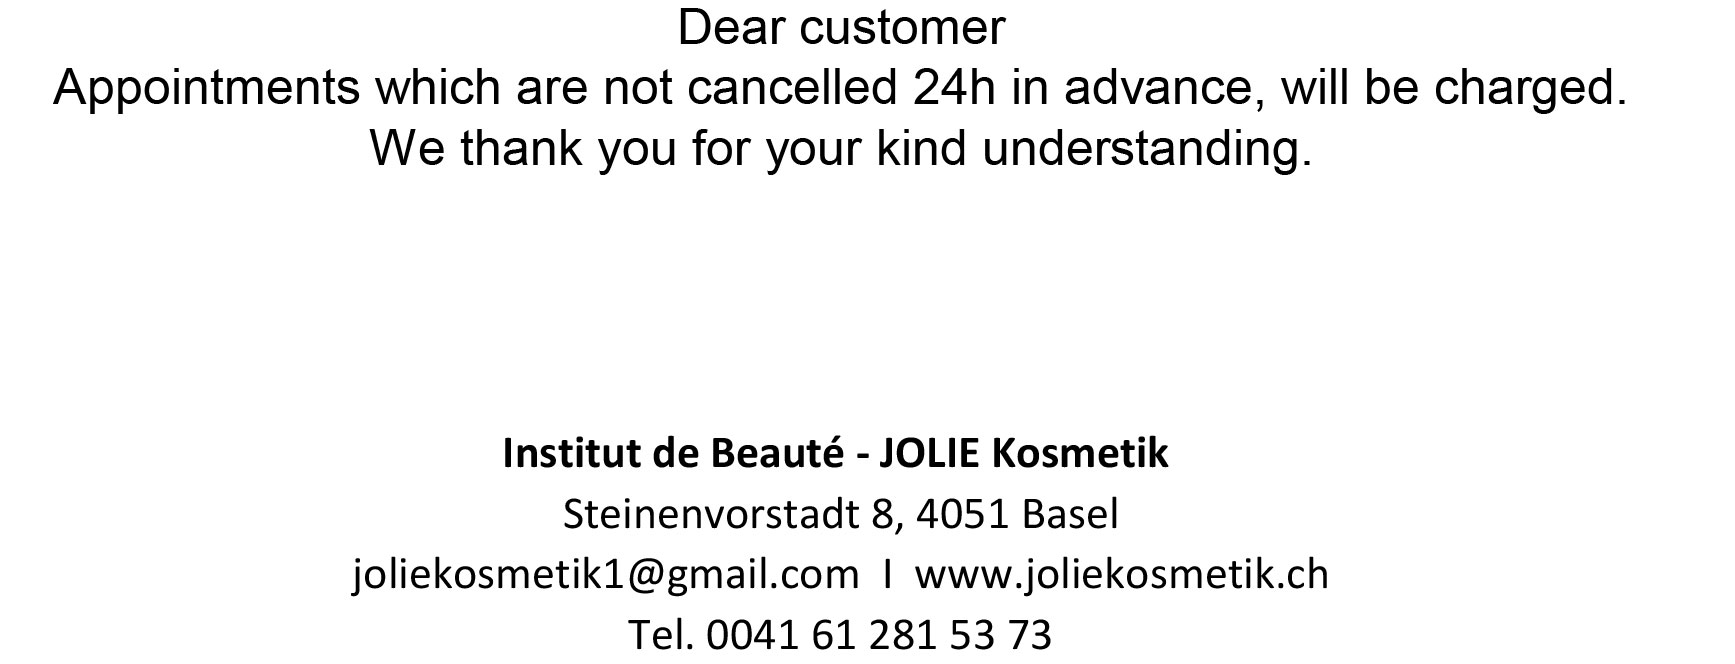 Dear customer
Appointments which are not cancelled 24h in advance, will be charged.
We thank you for your kind understanding.
Institut de Beauté - JOLIE Kosmetik
Steinenvorstadt 8, 4051 Basel
joliekosmetik1@gmail.com I www.joliekosmetik.ch
Tel. 0041 61 281 53 73